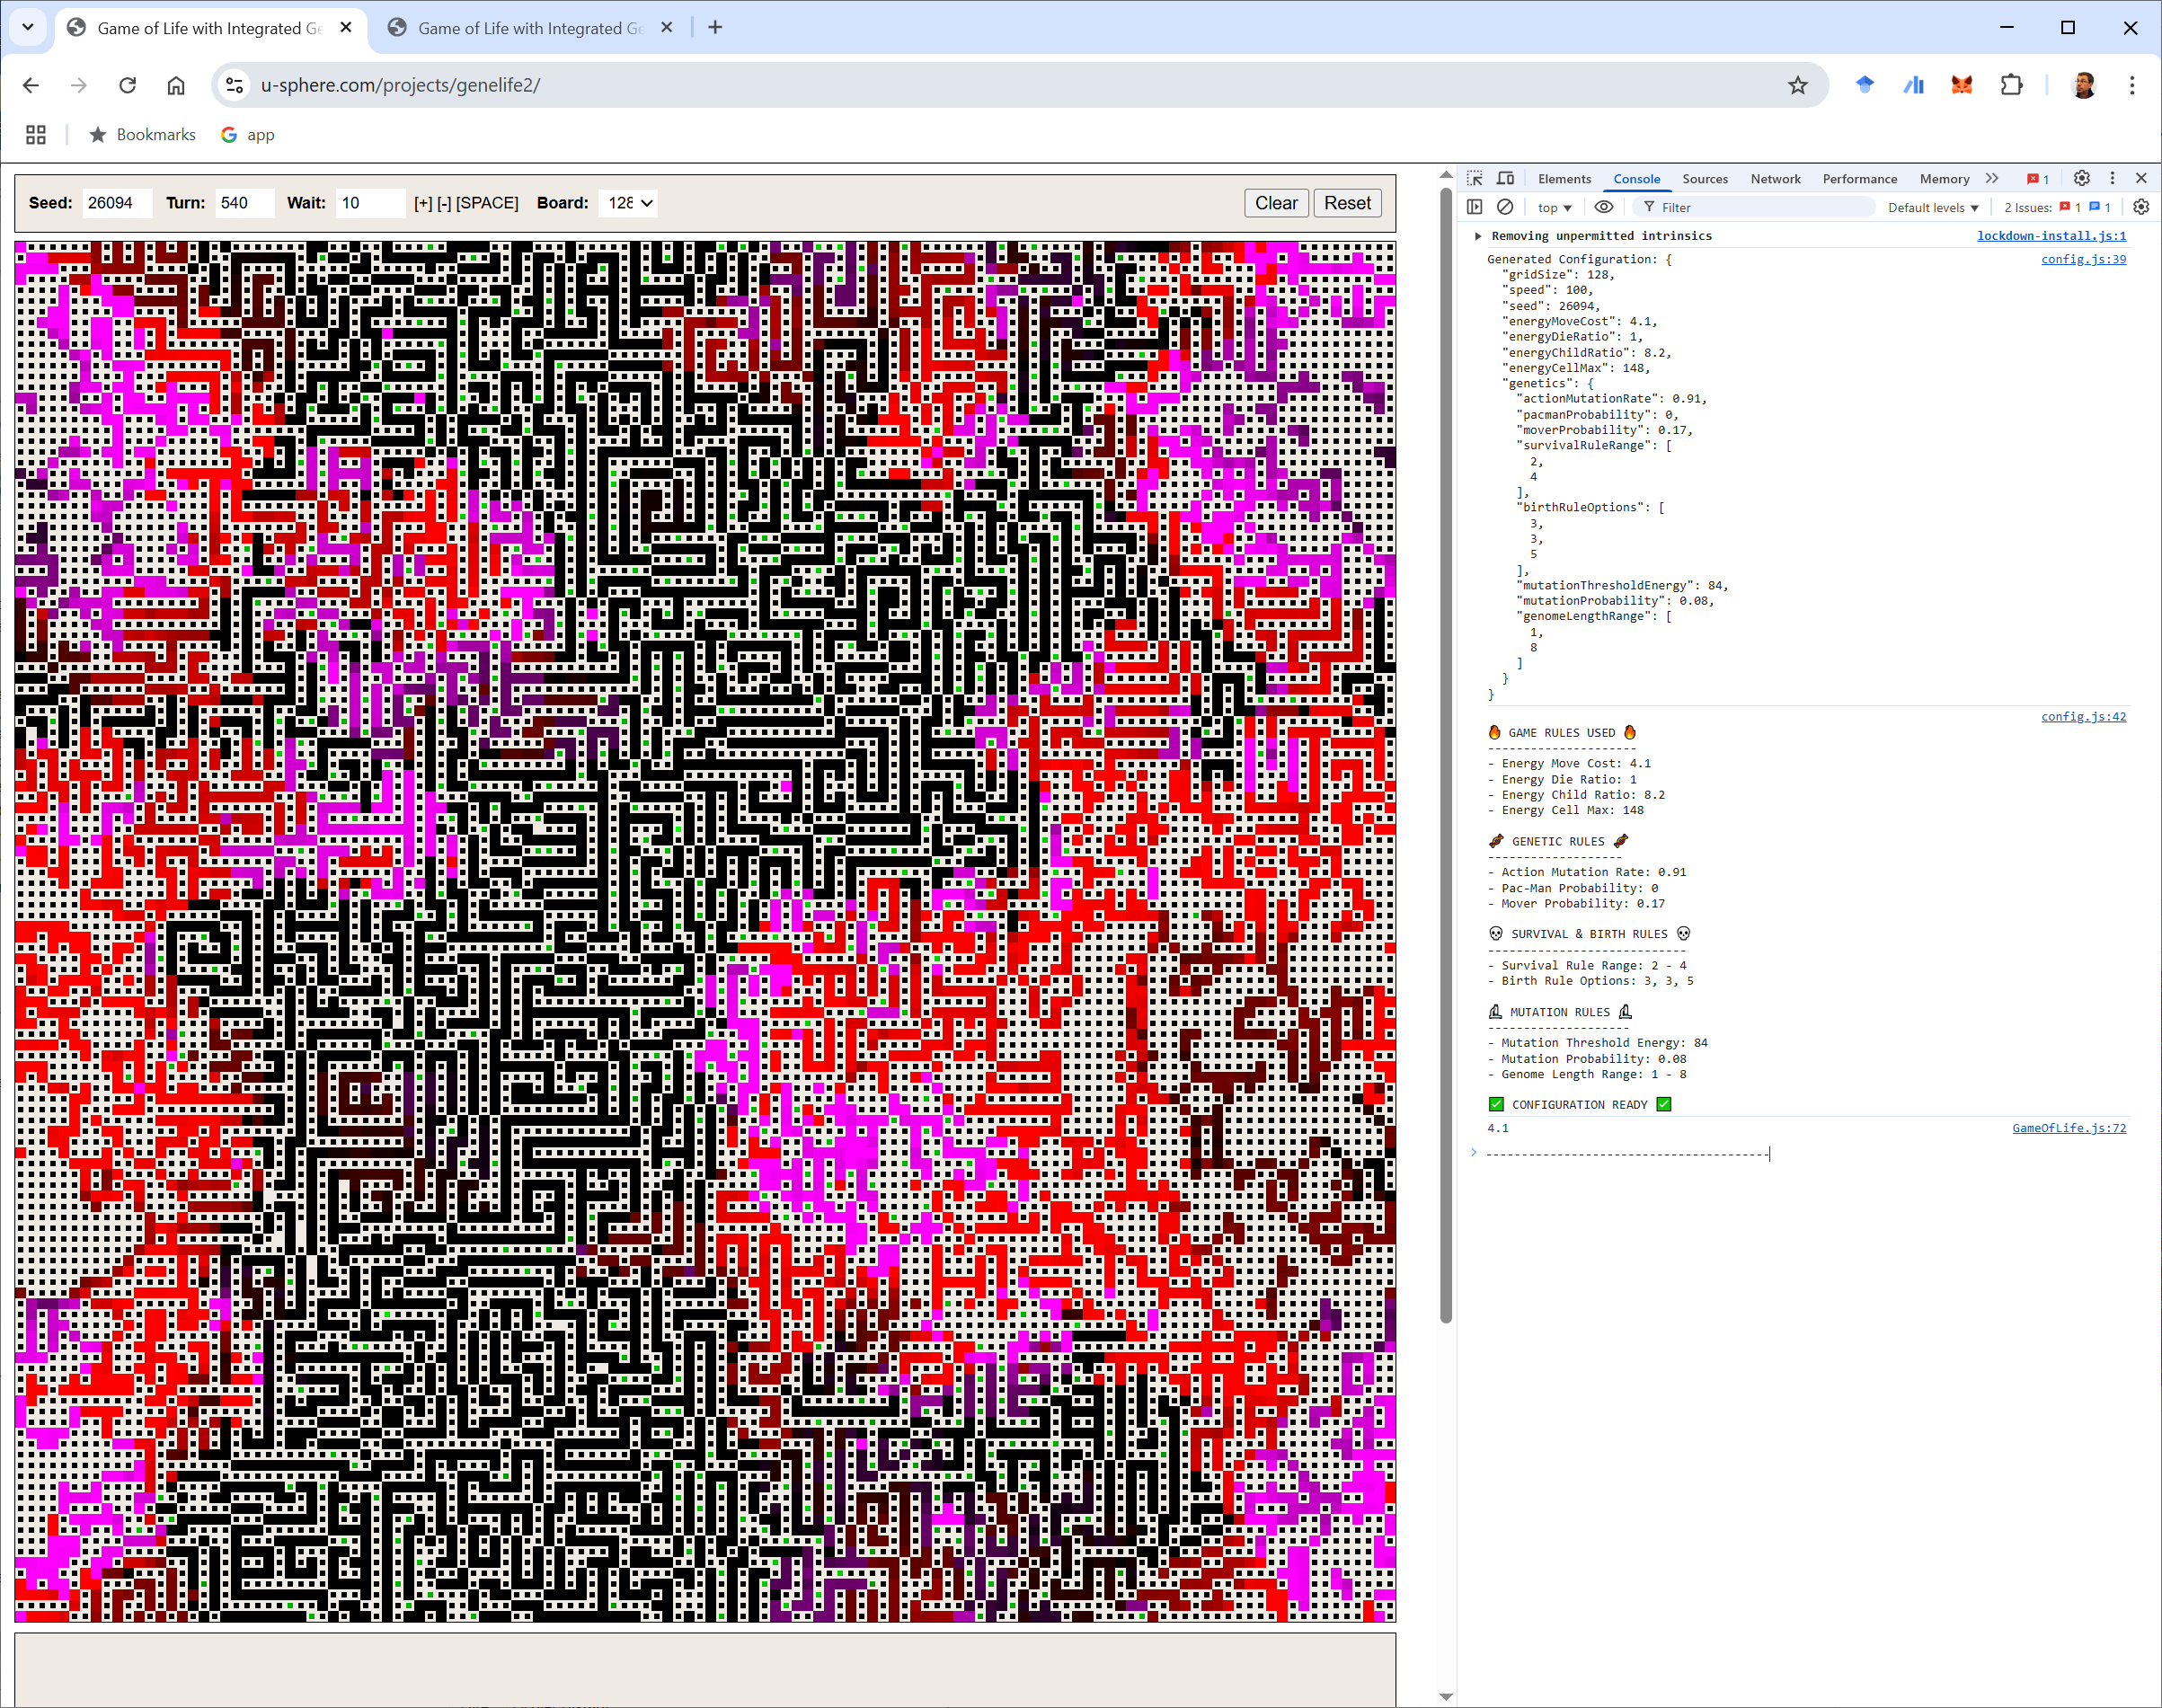 Game of Life with Integrated Ge
Game of Life with Integrated Ge
u-sphere.com/projects/genelife2/
Bookmarks
app
Seed: 26094 Turn: 540 Wait: 10 [+] [-] [SPACE] Board: 128 Clear Reset
Elements Console Sources Network Performance Memory 1
top Filter Default levels 2 Issues: 1 1
Removing unpermitted intrinsics lockdown-install.js:1
Generated Configuration: { config.js:39
"gridSize": 128,
"speed": 100,
"seed": 26094,
"energyMoveCost": 4.1,
"energyDieRatio": 1,
"energyChildRatio": 8.2,
"energyCellMax": 148,
"genetics": {
"actionMutationRate": 0.91,
"pacmanProbability": 0,
"moverProbability": 0.17,
"survivalRuleRange": [
2,
4
],
"birthRuleOptions": [
3,
3,
5
],
"mutationThresholdEnergy": 84,
"mutationProbability": 0.08,
"genomeLengthRange": [
1,
8
]
}
}
config.js:42
🔥 GAME RULES USED 🔥
---------------------
- Energy Move Cost: 4.1
- Energy Die Ratio: 1
- Energy Child Ratio: 8.2
- Energy Cell Max: 148
🧬 GENETIC RULES 🧬
-------------------
- Action Mutation Rate: 0.91
- Pac-Man Probability: 0
- Mover Probability: 0.17
💀 SURVIVAL & BIRTH RULES 💀
----------------------------
- Survival Rule Range: 2 - 4
- Birth Rule Options: 3, 3, 5
🔬 MUTATION RULES 🔬
--------------------
- Mutation Threshold Energy: 84
- Mutation Probability: 0.08
- Genome Length Range: 1 - 8
✅ CONFIGURATION READY ✅
4.1 GameOfLife.js:72
> ----------------------------------------